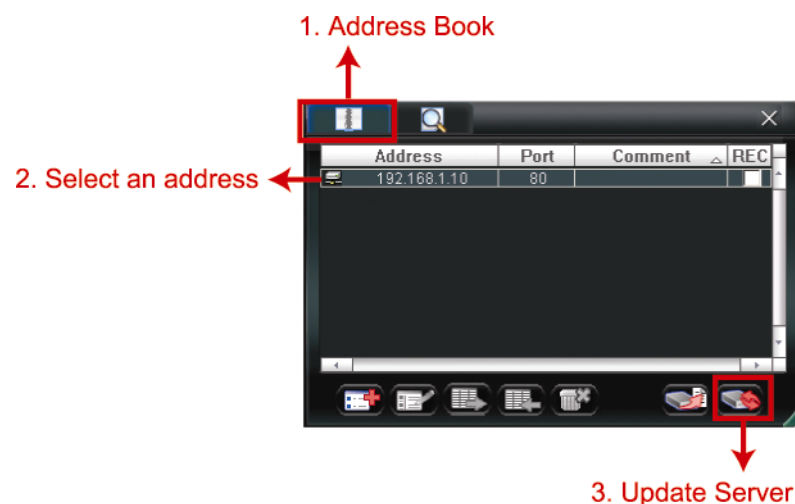 1. Address Book
Address Port Comment REC
2. Select an address
192.168.1.10 80
3. Update Server